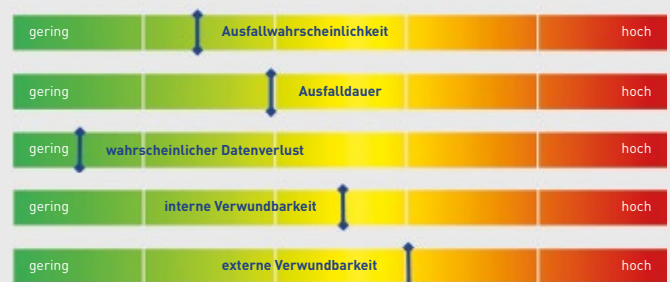 gering Ausfallwahrscheinlichkeit hoch
gering Ausfalldauer hoch
gering wahrscheinlicher Datenverlust hoch
gering interne Verwundbarkeit hoch
gering externe Verwundbarkeit hoch